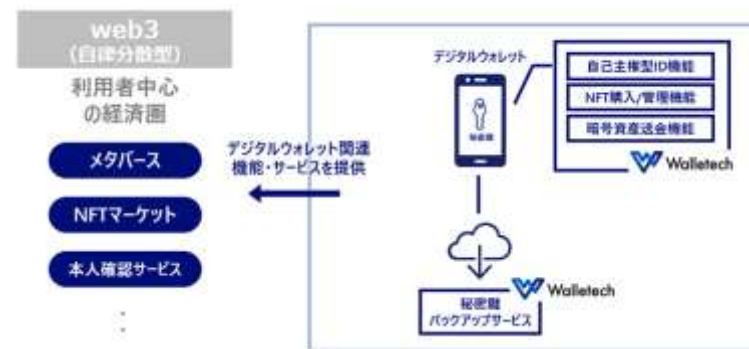 web3
(自律分散型)
利用者中心
の経済圏
メタバース
NFTマーケット
本人確認サービス
デジタルウォレット関連
機能・サービスを提供
デジタルウォレット
秘密鍵
自己主権型ID機能
NFT購入/管理機能
暗号資産送金機能
Walletech
Walletech
秘密鍵
バックアップサービス